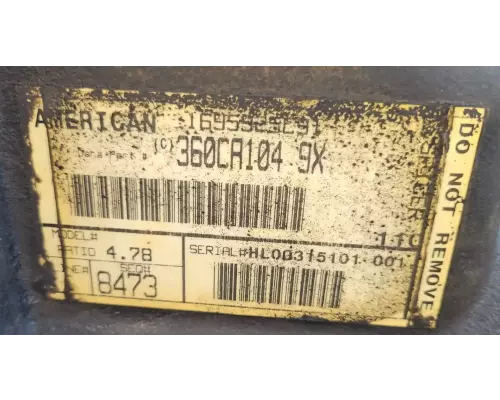 AMERICAN
(C) 360CA104 9X
MODEL#
RATIO 4.78
SERIAL#HL00315101 001
SEQ#
8473
DO NOT REMOVE